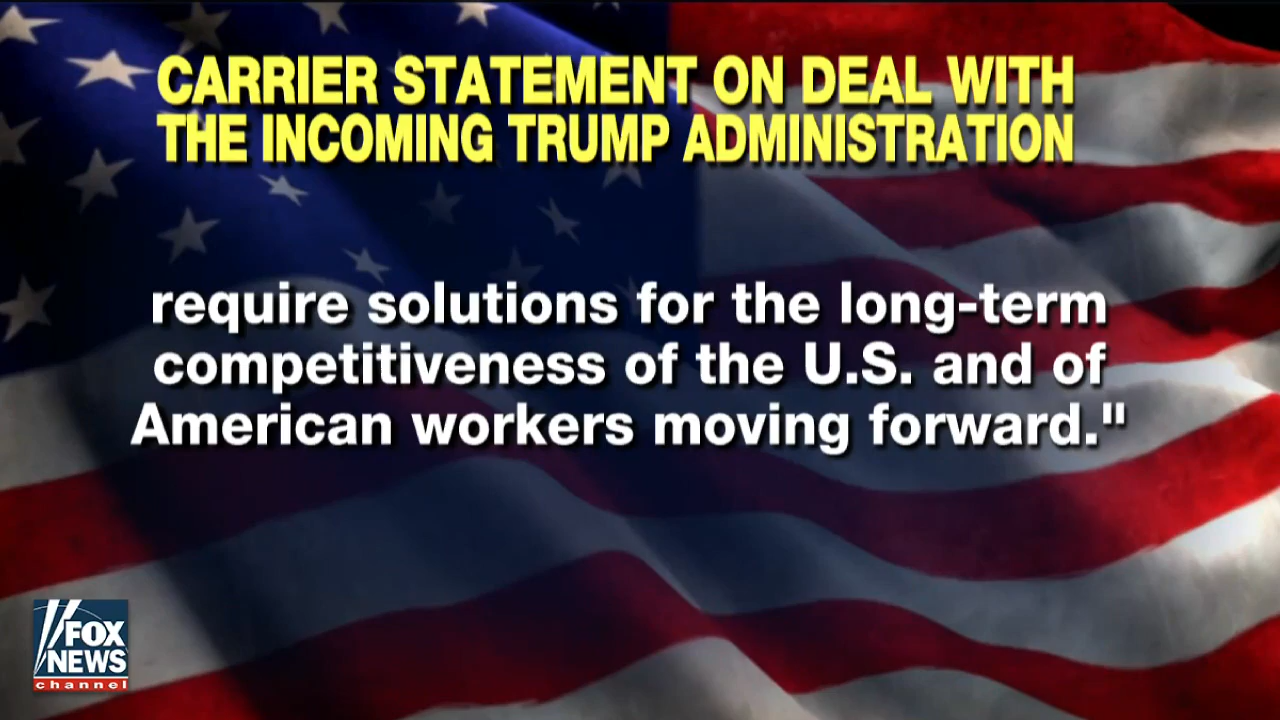 CARRIER STATEMENT ON DEAL WITH
THE INCOMING TRUMP ADMINISTRATION
require solutions for the long-term
competitiveness of the U.S. and of
American workers moving forward."
FOX
NEWS
channel